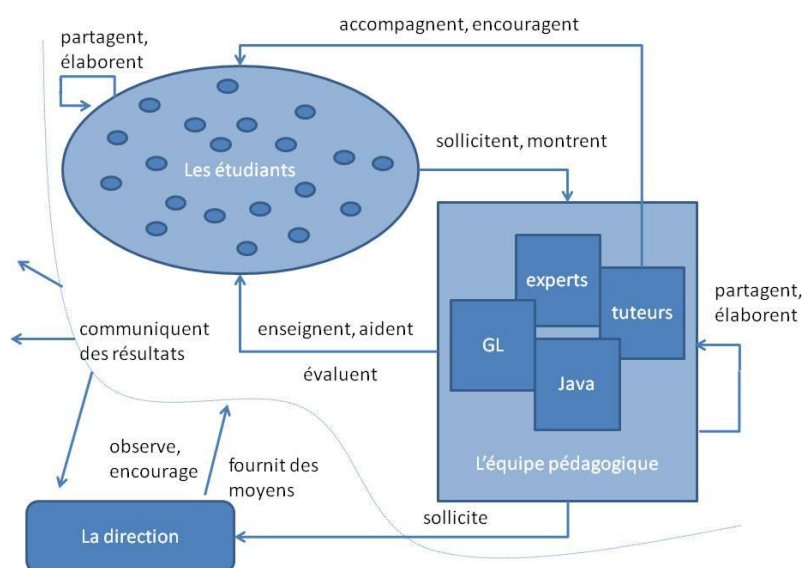 partagent,
élaborent
accompagnent, encouragent
sollicitent, montrent
Les étudiants
experts
tuteurs
GL
Java
L'équipe pédagogique
partagent,
élaborent
communiquent
des résultats
enseignent, aident
évaluent
observe,
encourage
fournit des
moyens
sollicite
La direction